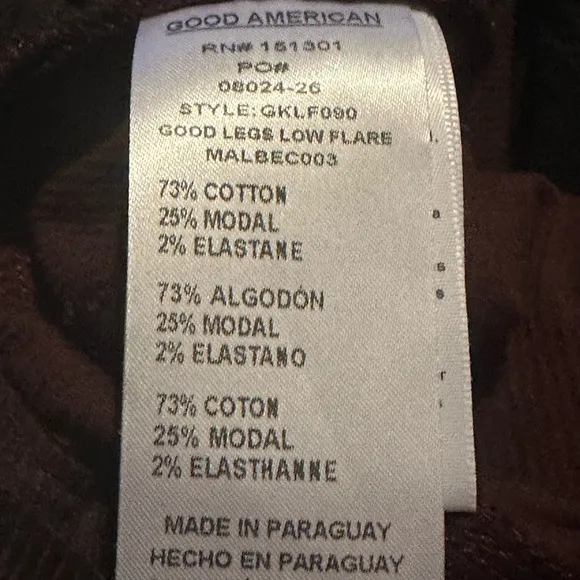 GOOD AMERICAN
RN# 151301
PO#
08024-26
STYLE: GKLF090
GOOD LEGS LOW FLARE
MALBEC003
73% COTTON
25% MODAL
2% ELASTANE
73% ALGODÓN
25% MODAL
2% ELASTANO
73% COTON
25% MODAL
2% ELASTHANNE
MADE IN PARAGUAY
HECHO EN PARAGUAY